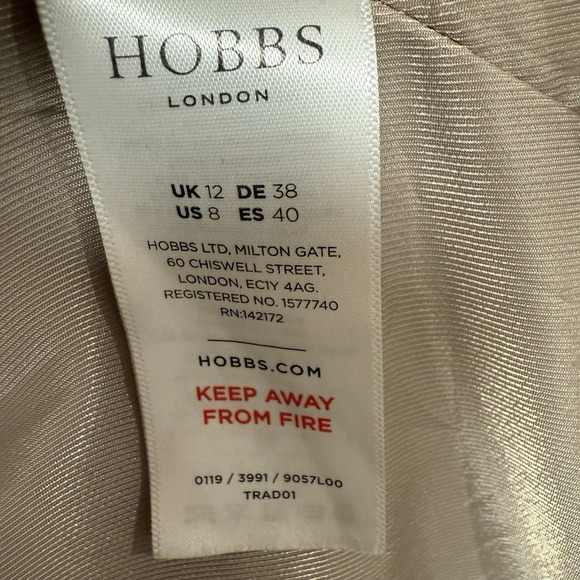 HOBBS
LONDON
UK 12 DE 38
US 8 ES 40
HOBBS LTD, MILTON GATE,
60 CHISWELL STREET,
LONDON, EC1Y 4AG.
REGISTERED NO. 1577740
RN:142172
HOBBS.COM
KEEP AWAY
FROM FIRE
0119 / 3991 / 9057L00
TRAD01